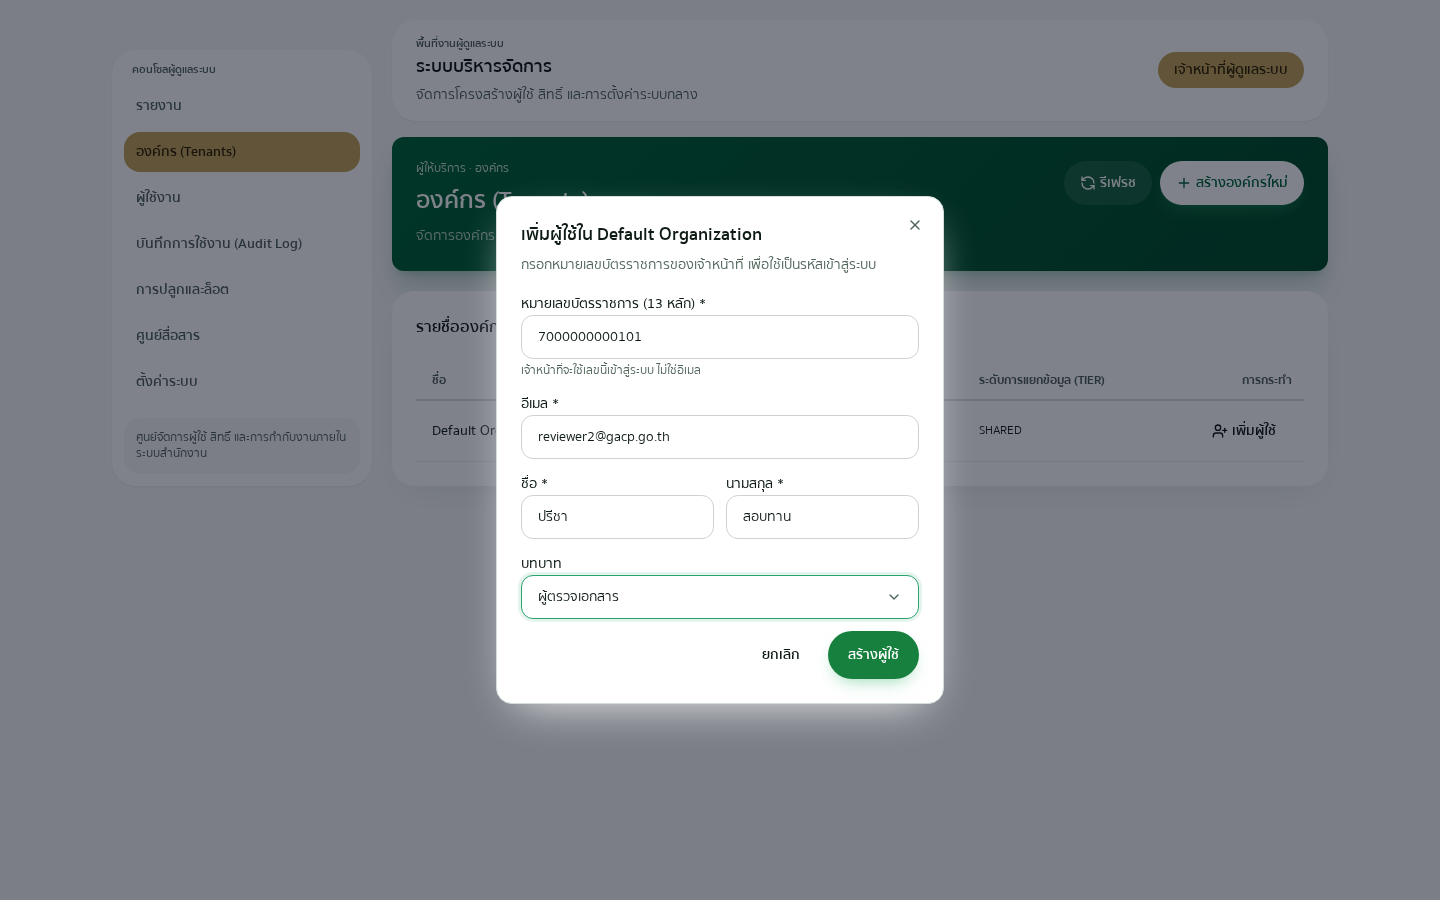 คอนโซลผู้ดูแลระบบ
รายงาน
องค์กร (Tenants)
ผู้ใช้งาน
บันทึกการใช้งาน (Audit Log)
การปลูกและล็อต
ศูนย์สื่อสาร
ตั้งค่าระบบ
ศูนย์จัดการผู้ใช้ สิทธิ์ และการกำกับงานภายใน
ระบบสำนักงาน
พื้นที่งานผู้ดูแลระบบ
ระบบบริหารจัดการ
จัดการโครงสร้างผู้ใช้ สิทธิ์ และการตั้งค่าระบบกลาง
เจ้าหน้าที่ผู้ดูแลระบบ
ผู้ให้บริการ · องค์กร
องค์กร (Tenants)
จัดการองค์กร
รีเฟรช
สร้างองค์กรใหม่
รายชื่อองค์กร
ชื่อ
ระดับการแยกข้อมูล (TIER)
การกระทำ
Default
SHARED
เพิ่มผู้ใช้
เพิ่มผู้ใช้ใน Default Organization
กรอกหมายเลขบัตรราชการของเจ้าหน้าที่ เพื่อใช้เป็นรหัสเข้าสู่ระบบ
หมายเลขบัตรราชการ (13 หลัก) *
7000000000101
เจ้าหน้าที่จะใช้เลขนี้เข้าสู่ระบบ ไม่ใช่อีเมล
อีเมล *
reviewer2@gacp.go.th
ชื่อ *
นามสกุล *
ปรีชา
สอบทาน
บทบาท
ผู้ตรวจเอกสาร
ยกเลิก
สร้างผู้ใช้